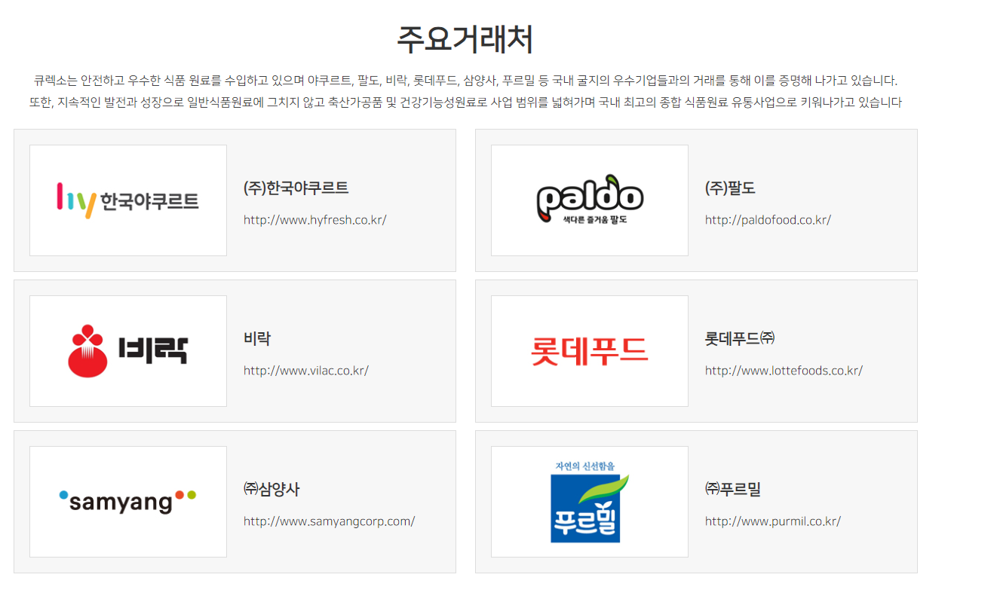 주요거래처
큐렉소는 안전하고 우수한 식품 원료를 수입하고 있으며 야쿠르트, 팔도, 비락, 롯데푸드, 삼양사, 푸르밀 등 국내 굴지의 우수기업들과의 거래를 통해 이를 증명해 나가고 있습니다.
또한, 지속적인 발전과 성장으로 일반식품원료에 그치지 않고 축산가공품 및 건강기능성원료로 사업 범위를 넓혀가며 국내 최고의 종합 식품원료 유통사업으로 키워나가고 있습니다
hy 한국야쿠르트
(주)한국야쿠르트
http://www.hyfresh.co.kr/
paldo
색다른 즐거움 팔도
(주)팔도
http://paldofood.co.kr/
비락
비락
http://www.vilac.co.kr/
롯데푸드
롯데푸드㈜
http://www.lottefoods.co.kr/
samyang
㈜삼양사
http://www.samyangcorp.com/
자연의 신선함을
푸르밀
㈜푸르밀
http://www.purmil.co.kr/